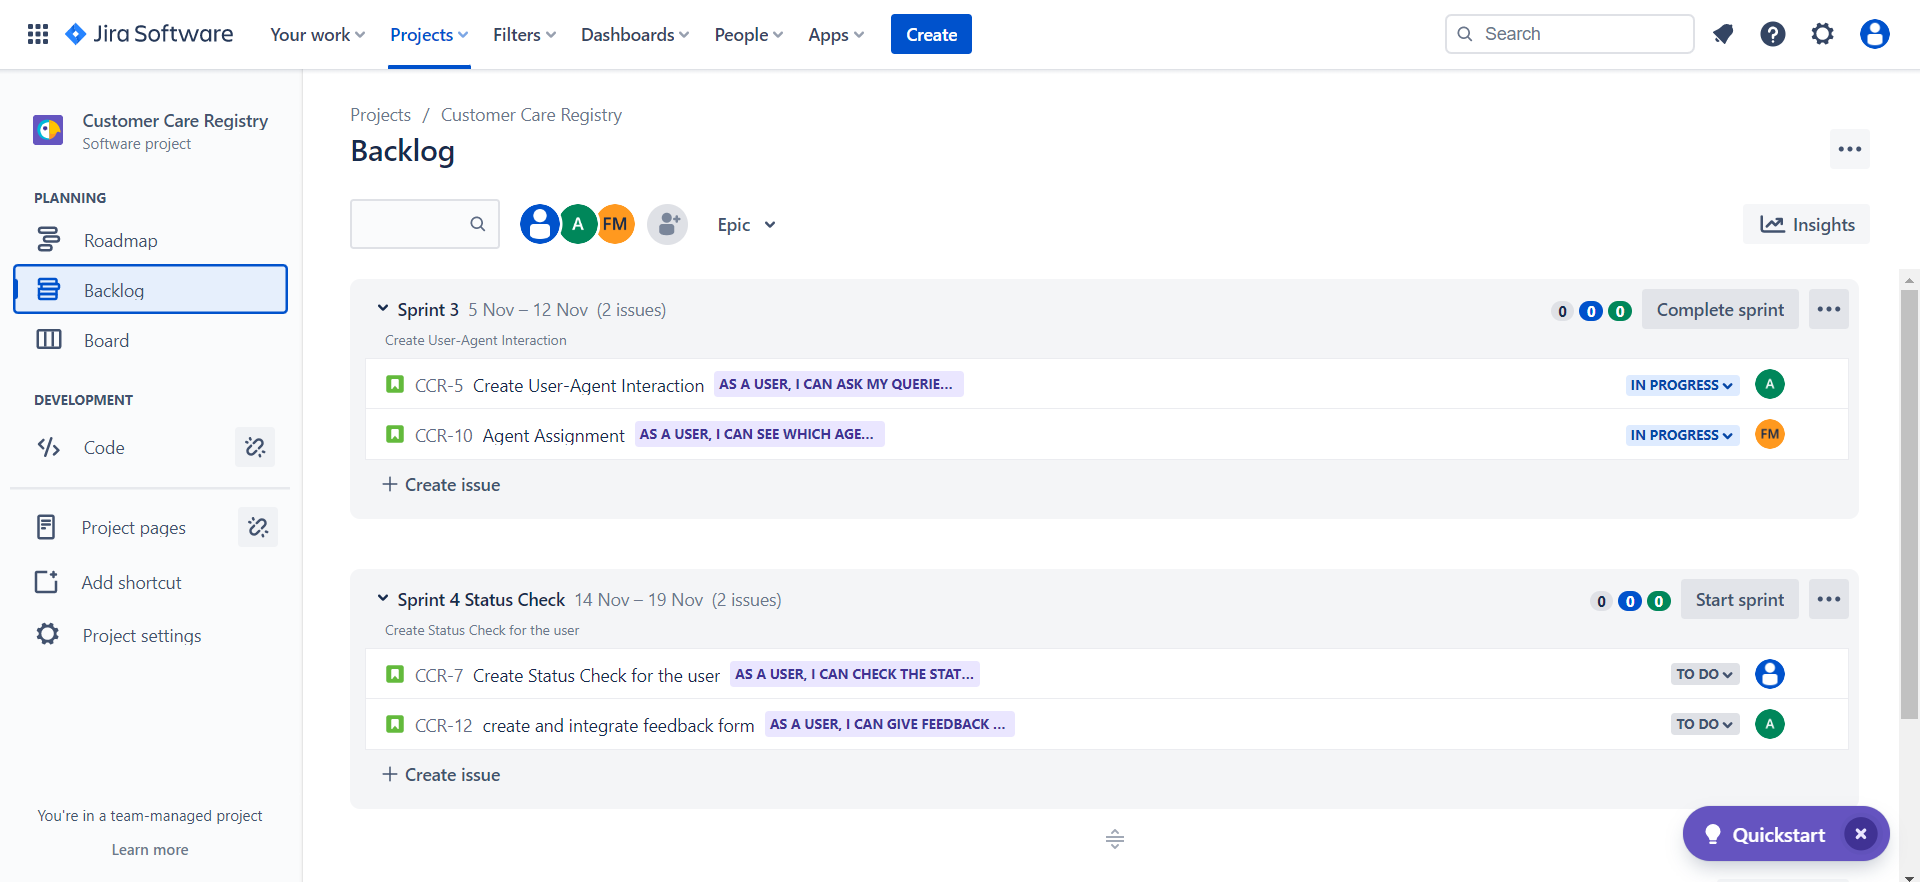 Jira Software Your work Projects Filters Dashboards People Apps Create Search
Customer Care Registry
Software project
PLANNING
Roadmap
Backlog
Board
DEVELOPMENT
Code
Project pages
Add shortcut
Project settings
You're in a team-managed project
Learn more
Projects / Customer Care Registry
Backlog
A FM Epic Insights
Sprint 3 5 Nov – 12 Nov (2 issues) 0 0 0 Complete sprint
Create User-Agent Interaction
CCR-5 Create User-Agent Interaction AS A USER, I CAN ASK MY QUERIE... IN PROGRESS A
CCR-10 Agent Assignment AS A USER, I CAN SEE WHICH AGE... IN PROGRESS FM
+ Create issue
Sprint 4 Status Check 14 Nov – 19 Nov (2 issues) 0 0 0 Start sprint
Create Status Check for the user
CCR-7 Create Status Check for the user AS A USER, I CAN CHECK THE STAT... TO DO
CCR-12 create and integrate feedback form AS A USER, I CAN GIVE FEEDBACK ... TO DO A
+ Create issue
Quickstart